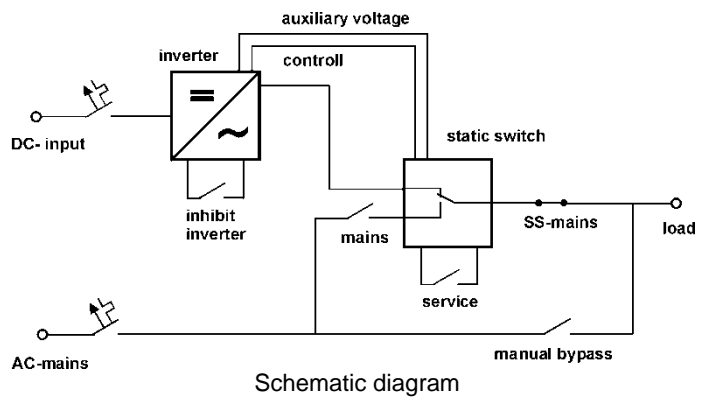 auxiliary voltage
inverter
controll
DC- input
static switch
inhibit
inverter
mains
SS-mains
load
service
AC-mains
manual bypass
Schematic diagram